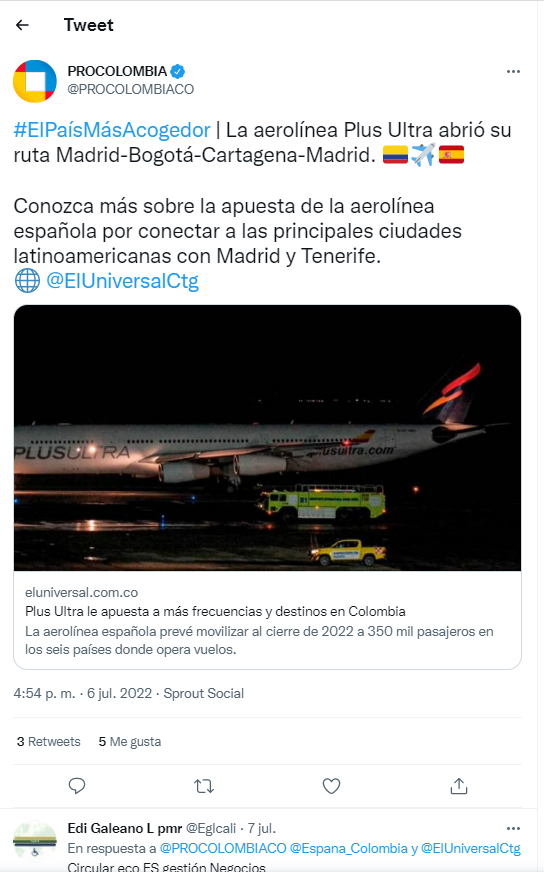 Tweet
PROCOLOMBIA
@PROCOLOMBIACO
#ElPaísMásAcogedor | La aerolínea Plus Ultra abrió su
ruta Madrid-Bogotá-Cartagena-Madrid. 🇨🇴✈️🇪🇸
Conozca más sobre la apuesta de la aerolínea
española por conectar a las principales ciudades
latinoamericanas con Madrid y Tenerife.
🌐 @ElUniversalCtg
PLUSULTRA
usultra.com
eluniversal.com.co
Plus Ultra le apuesta a más frecuencias y destinos en Colombia
La aerolínea española prevé movilizar al cierre de 2022 a 350 mil pasajeros en
los seis países donde opera vuelos.
4:54 p. m. · 6 jul. 2022 · Sprout Social
3 Retweets 5 Me gusta
Edi Galeano L pmr @Eglcali · 7 jul.
En respuesta a @PROCOLOMBIACO @Espana_Colombia y @ElUniversalCtg
Circular eco ES gestión Negocios